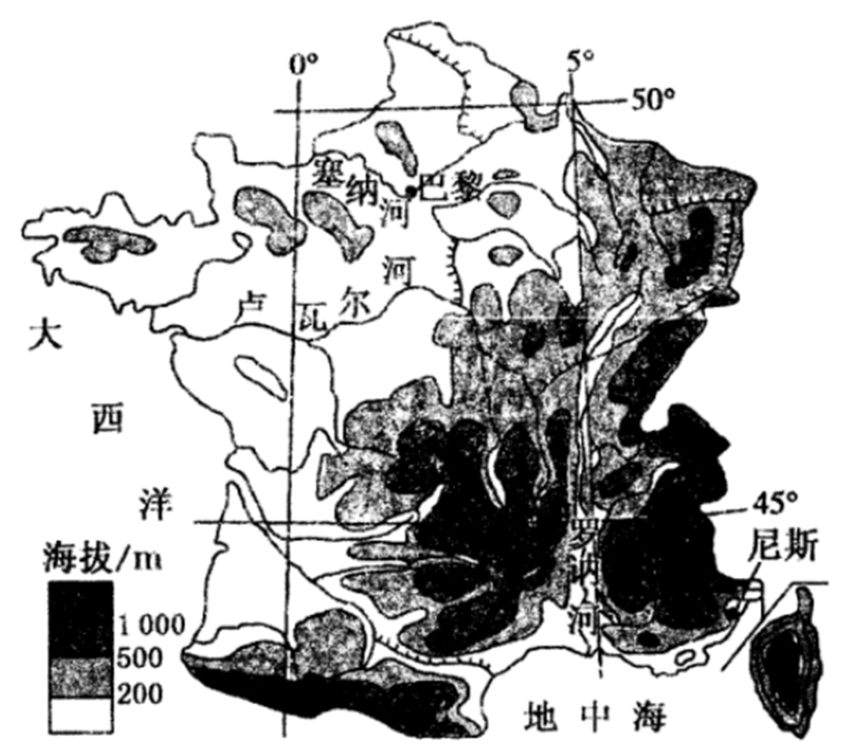 0°
5°
50°
塞纳河
巴黎
卢瓦尔河
大西洋
45°
尼斯
罗讷河
海拔/m
1 000
500
200
地中海